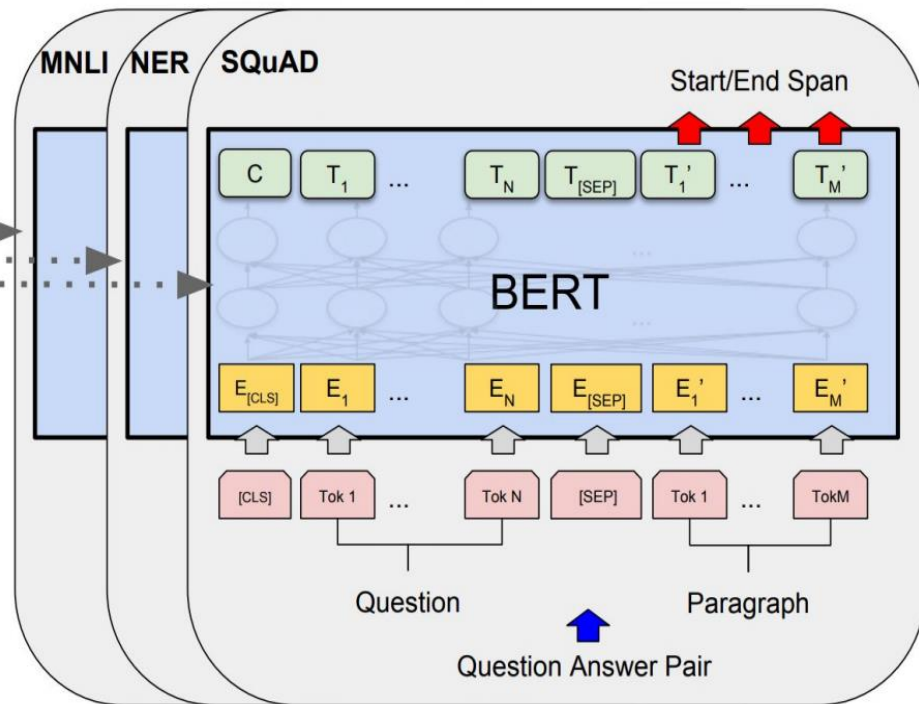 MNLI NER SQuAD
Start/End Span
C T1 ... TN T[SEP] T1' ... TM'
...
BERT
...
E[CLS] E1 ... EN E[SEP] E1' ... EM'
[CLS] Tok 1 ... Tok N [SEP] Tok 1 ... TokM
Question Paragraph
Question Answer Pair